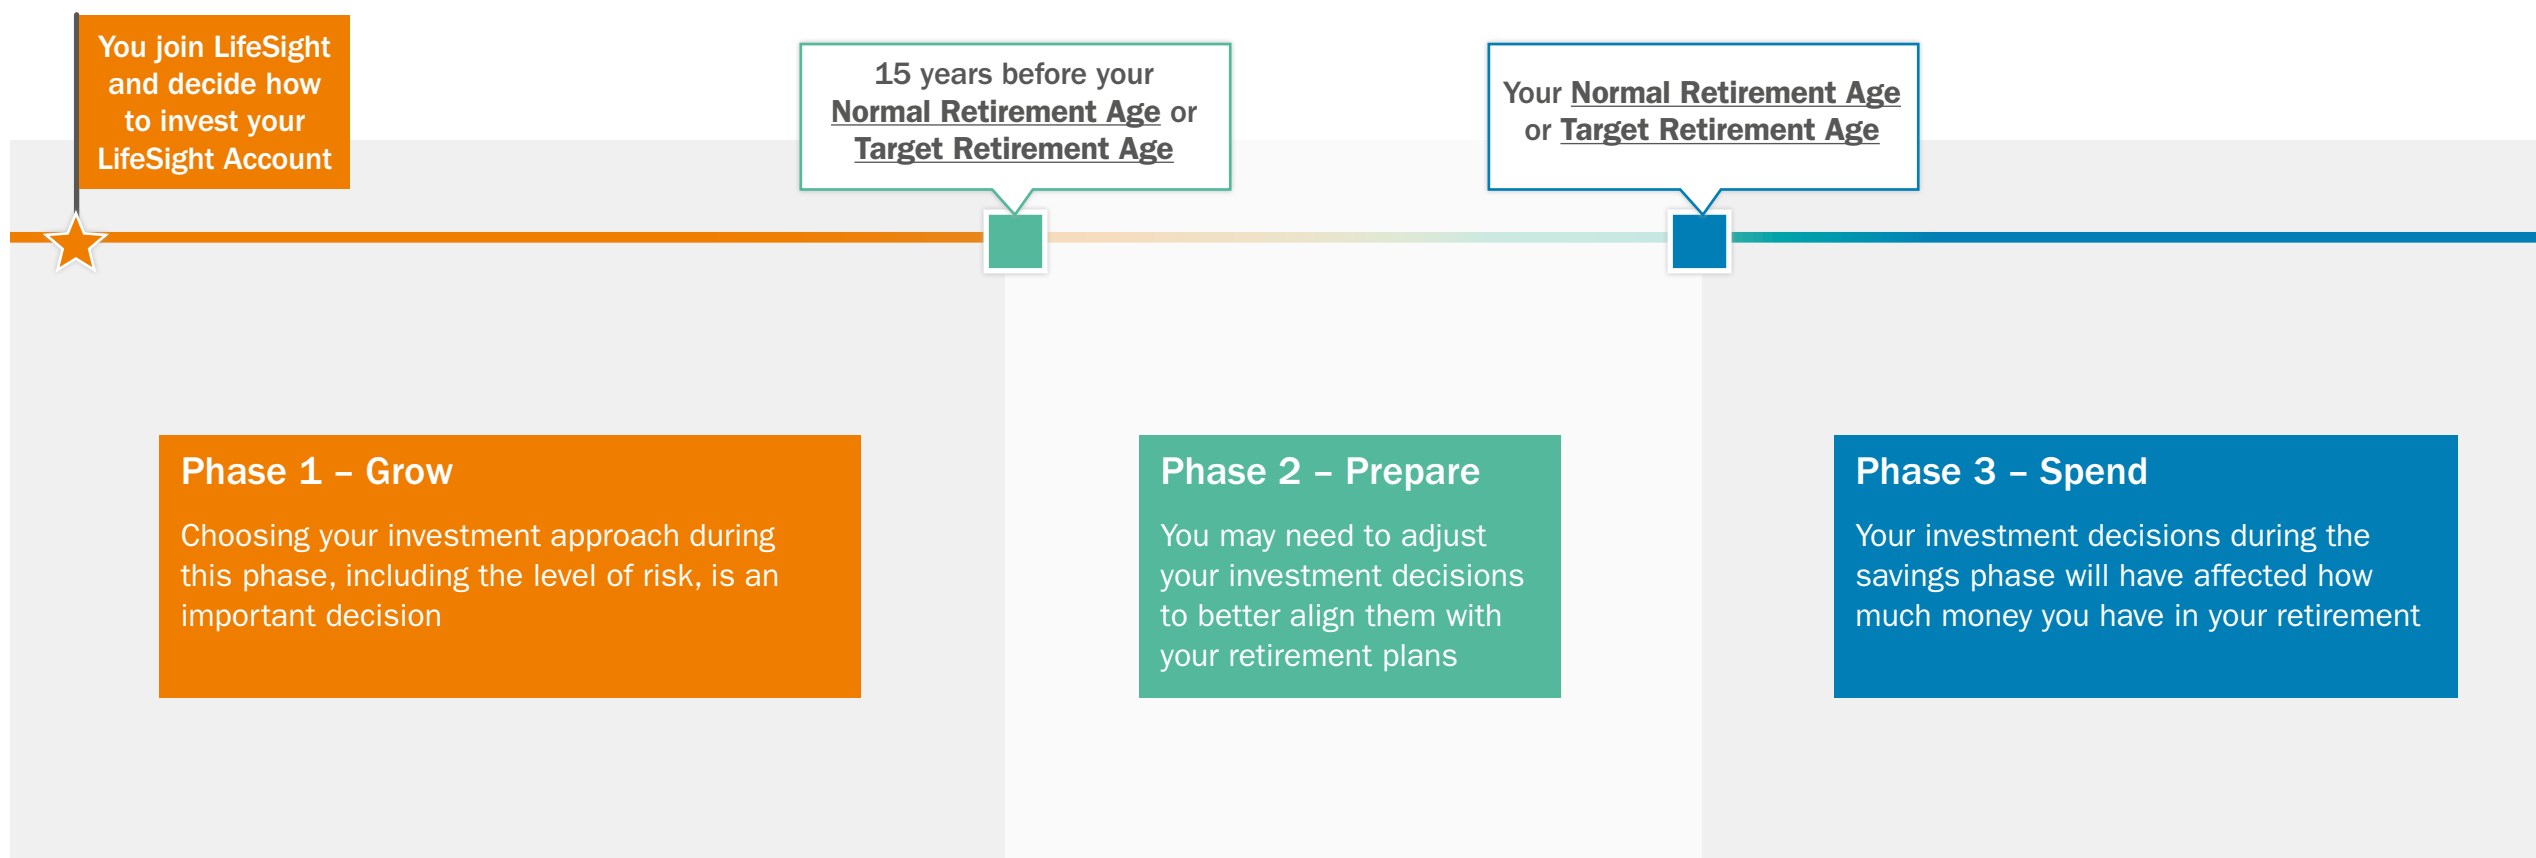 You join LifeSight
and decide how
to invest your
LifeSight Account
15 years before your
Normal Retirement Age or
Target Retirement Age
Your Normal Retirement Age
or Target Retirement Age
Phase 1 – Grow
Choosing your investment approach during
this phase, including the level of risk, is an
important decision
Phase 2 – Prepare
You may need to adjust
your investment decisions
to better align them with
your retirement plans
Phase 3 – Spend
Your investment decisions during the
savings phase will have affected how
much money you have in your retirement